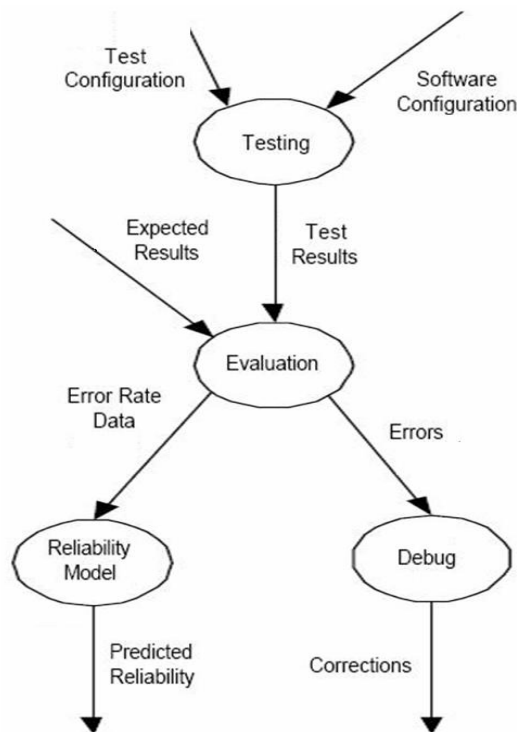 Test
Configuration
Software
Configuration
Testing
Expected
Results
Test
Results
Evaluation
Error Rate
Data
Errors
Reliability
Model
Debug
Predicted
Reliability
Corrections